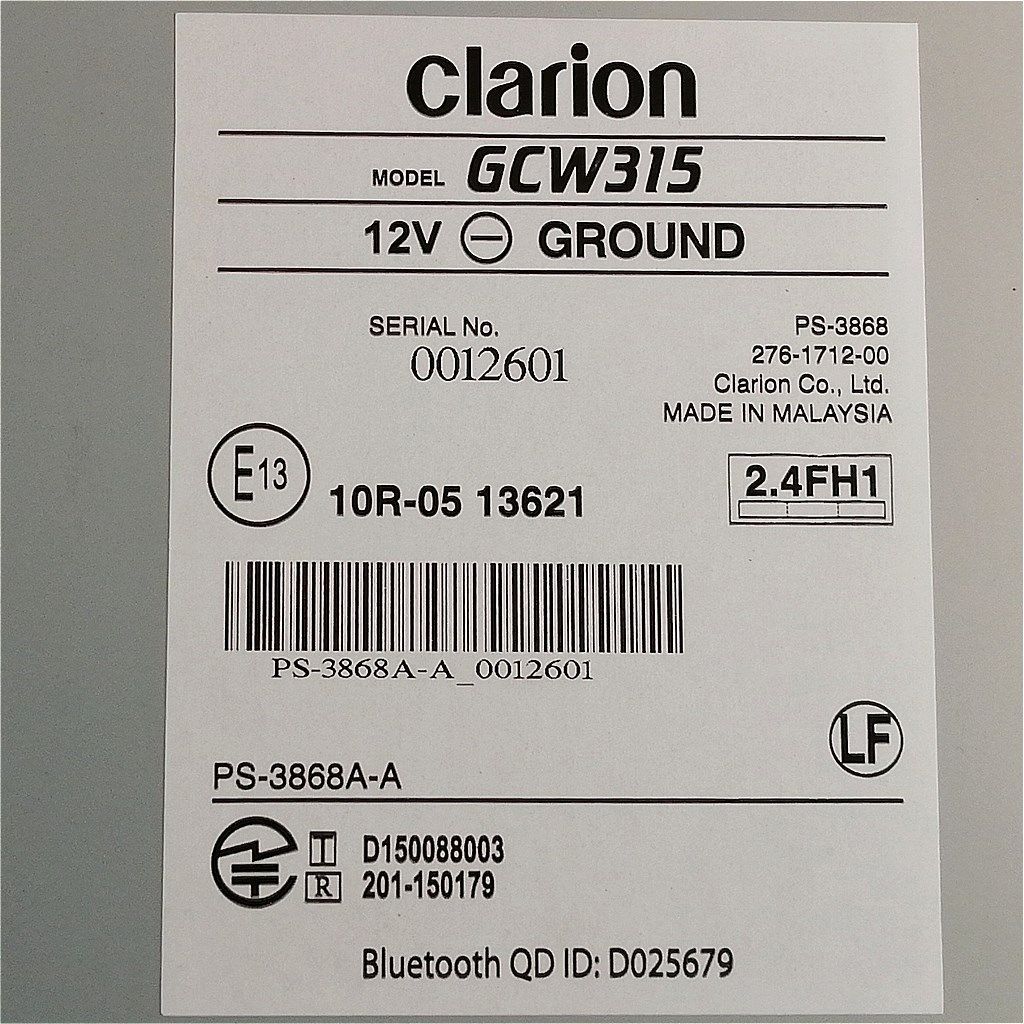 clarion
MODEL GCW315
12V ⊖ GROUND
SERIAL No.
0012601
PS-3868
276-1712-00
Clarion Co., Ltd.
MADE IN MALAYSIA
E13
10R-05 13621
2.4FH1
PS-3868A-A_0012601
LF
PS-3868A-A
T D150088003
R 201-150179
Bluetooth QD ID: D025679